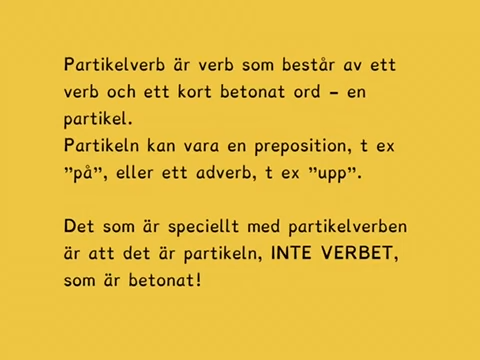 Partikelverb är verb som består av ett
verb och ett kort betonat ord – en
partikel.
Partikeln kan vara en preposition, t ex
”på”, eller ett adverb, t ex ”upp”.
Det som är speciellt med partikelverben
är att det är partikeln, INTE VERBET,
som är betonat!